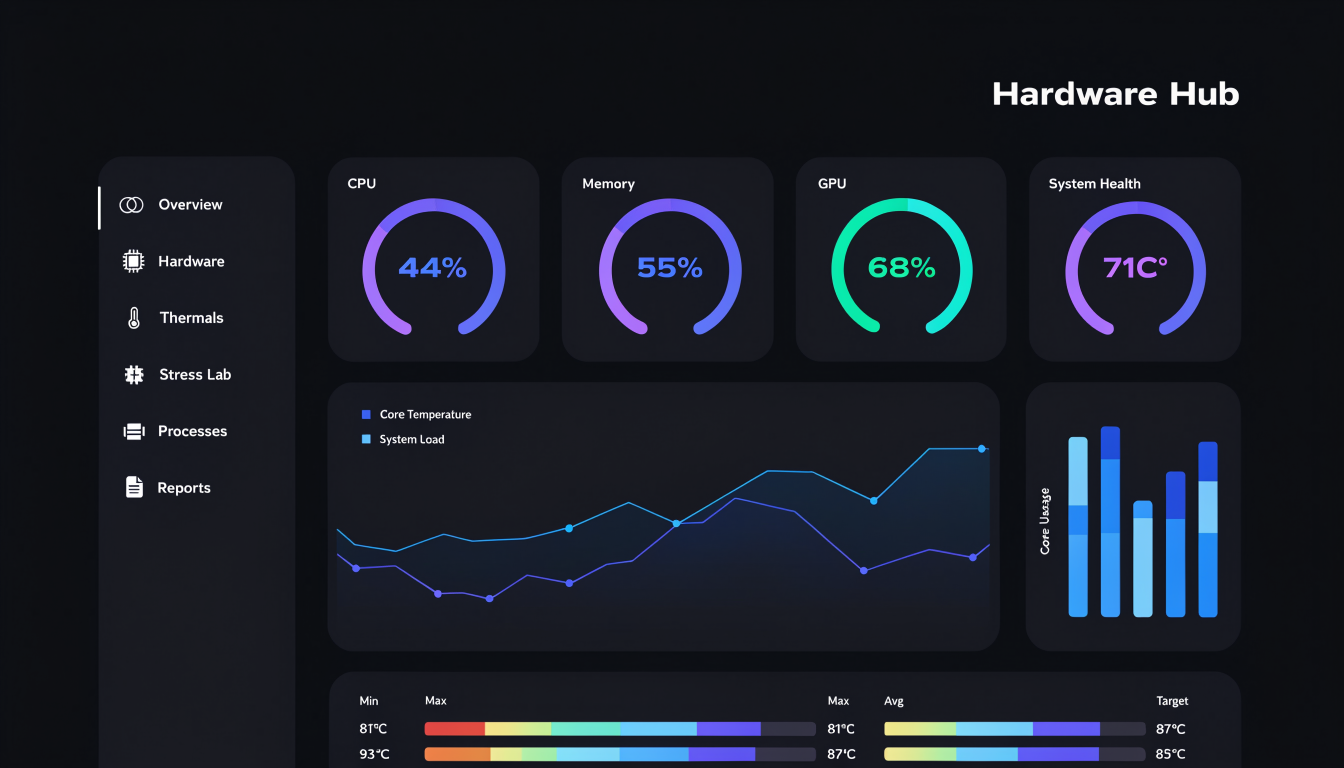 Hardware Hub
Overview
Hardware
Thermals
Stress Lab
Processes
Reports
CPU
44%
Memory
55%
GPU
68%
System Health
71C°
Core Temperature
System Load
Core
Min Max Max Avg Target
81°C 81°C 87°C
93°C 87°C 85°C